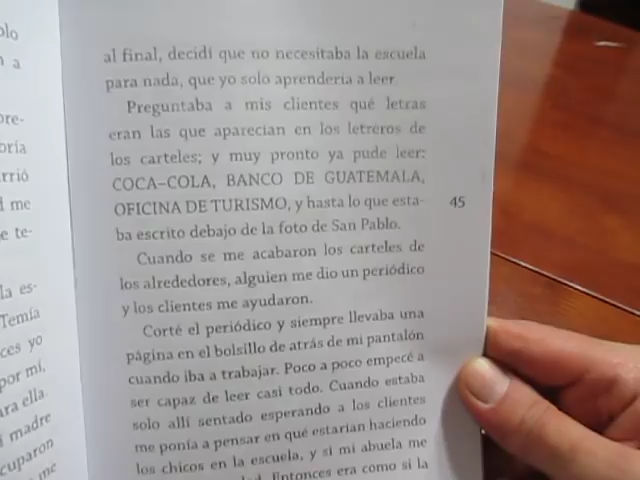 al final, decidí que no necesitaba la escuela
para nada, que yo solo aprendería a leer.
Preguntaba a mis clientes qué letras
eran las que aparecían en los letreros de
los carteles; y muy pronto ya pude leer:
COCA–COLA, BANCO DE GUATEMALA,
OFICINA DE TURISMO, y hasta lo que esta-
ba escrito debajo de la foto de San Pablo.
Cuando se me acabaron los carteles de
los alrededores, alguien me dio un periódico
y los clientes me ayudaron.
Corté el periódico y siempre llevaba una
página en el bolsillo de atrás de mi pantalón
cuando iba a trabajar. Poco a poco empecé a
ser capaz de leer casi todo. Cuando estaba
solo allí sentado esperando a los clientes
me ponía a pensar en qué estarían haciendo
los chicos en la escuela, y si mi abuela me
Entonces era como si la
45